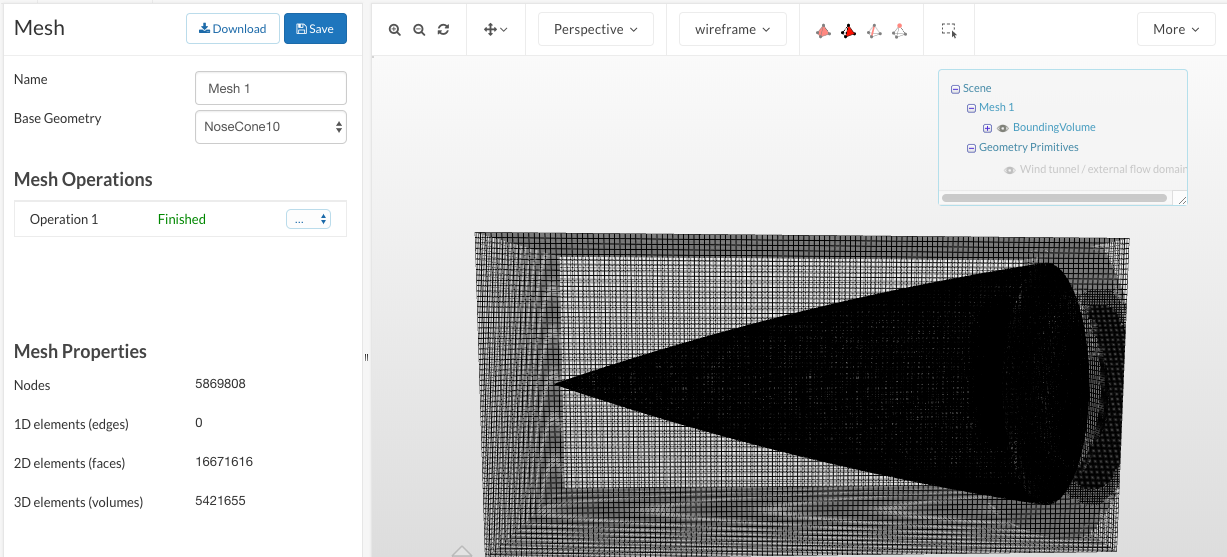 Mesh
Download
Save
Name
Mesh 1
Base Geometry
NoseCone10
Mesh Operations
Operation 1
Finished
...
Mesh Properties
Nodes
5869808
1D elements (edges)
0
2D elements (faces)
16671616
3D elements (volumes)
5421655
Perspective
wireframe
More
Scene
Mesh 1
BoundingVolume
Geometry Primitives
Wind tunnel / external flow domain